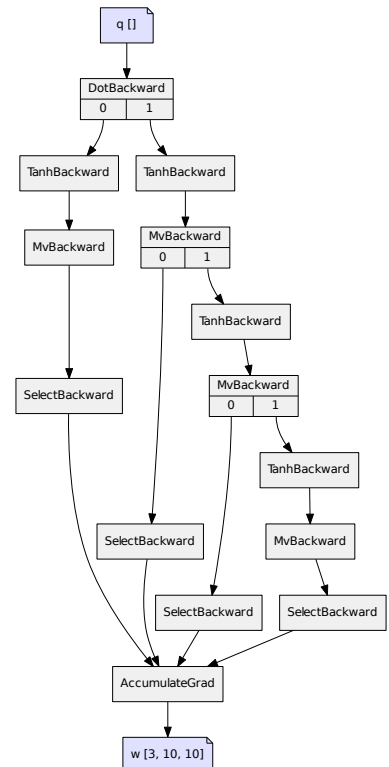 q []
DotBackward
0 1
TanhBackward TanhBackward
MvBackward
0 1
MvBackward
TanhBackward
MvBackward
0 1
SelectBackward
TanhBackward
SelectBackward
MvBackward
SelectBackward
SelectBackward
AccumulateGrad
w [3, 10, 10]